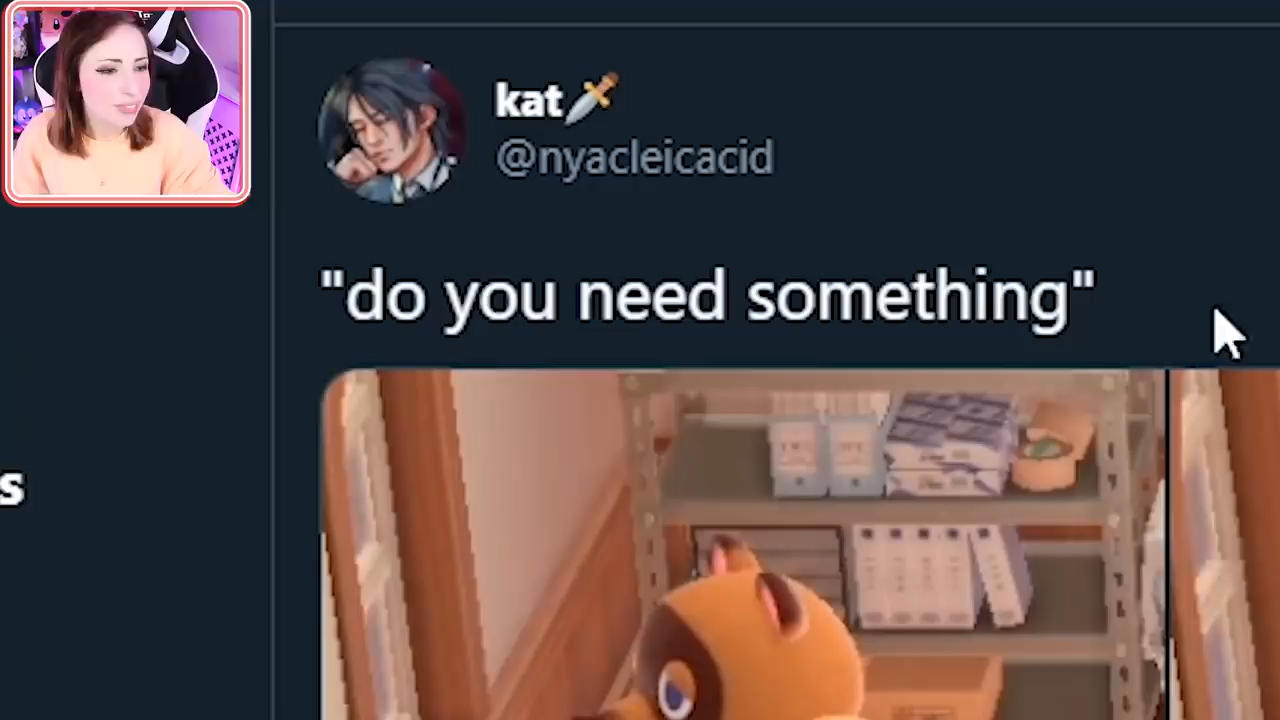 kat🗡️
@nyacleicacid
"do you need something"
s